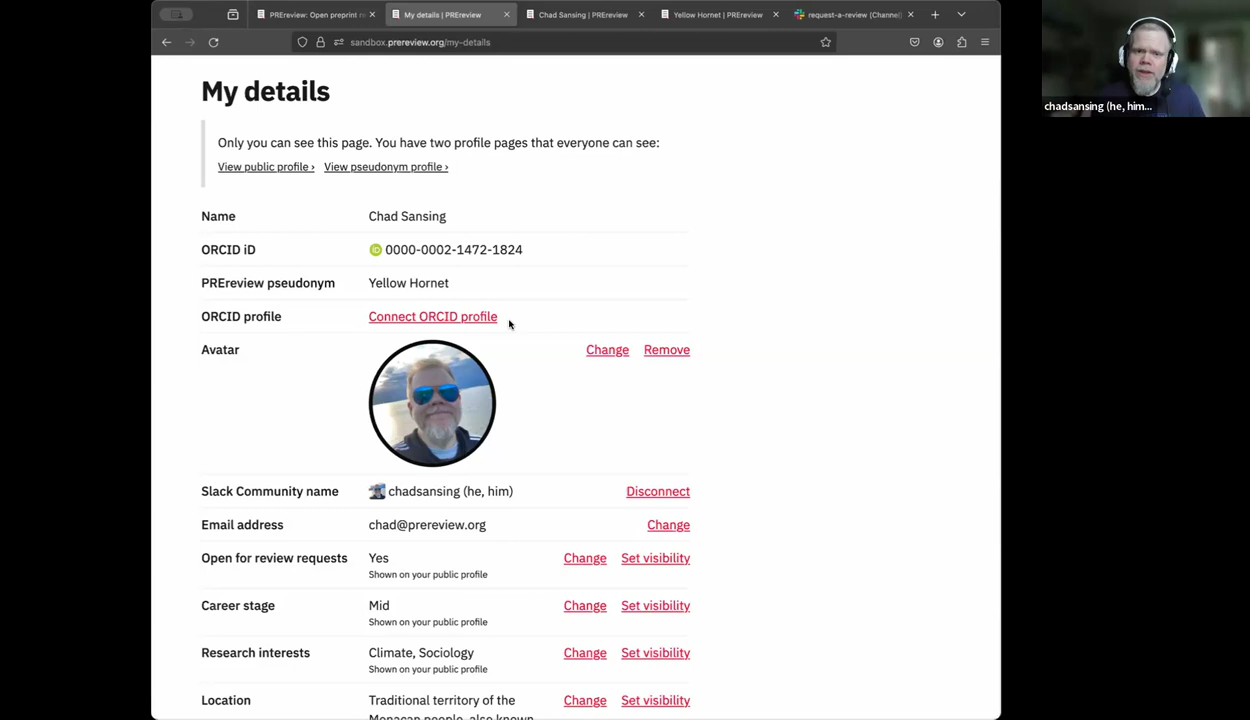 PREreview: Open preprint re
My details | PREreview
Chad Sansing | PREreview
Yellow Hornet | PREreview
request-a-review (Channel)
sandbox.prereview.org/my-details
chadsansing (he, him...
My details
Only you can see this page. You have two profile pages that everyone can see:
View public profile › View pseudonym profile ›
Name Chad Sansing
ORCID iD iD 0000-0002-1472-1824
PREreview pseudonym Yellow Hornet
ORCID profile Connect ORCID profile
Avatar Change Remove
Slack Community name chadsansing (he, him) Disconnect
Email address chad@prereview.org Change
Open for review requests Yes Change Set visibility
Shown on your public profile
Career stage Mid Change Set visibility
Shown on your public profile
Research interests Climate, Sociology Change Set visibility
Shown on your public profile
Location Traditional territory of the Change Set visibility
Monacan people, also known